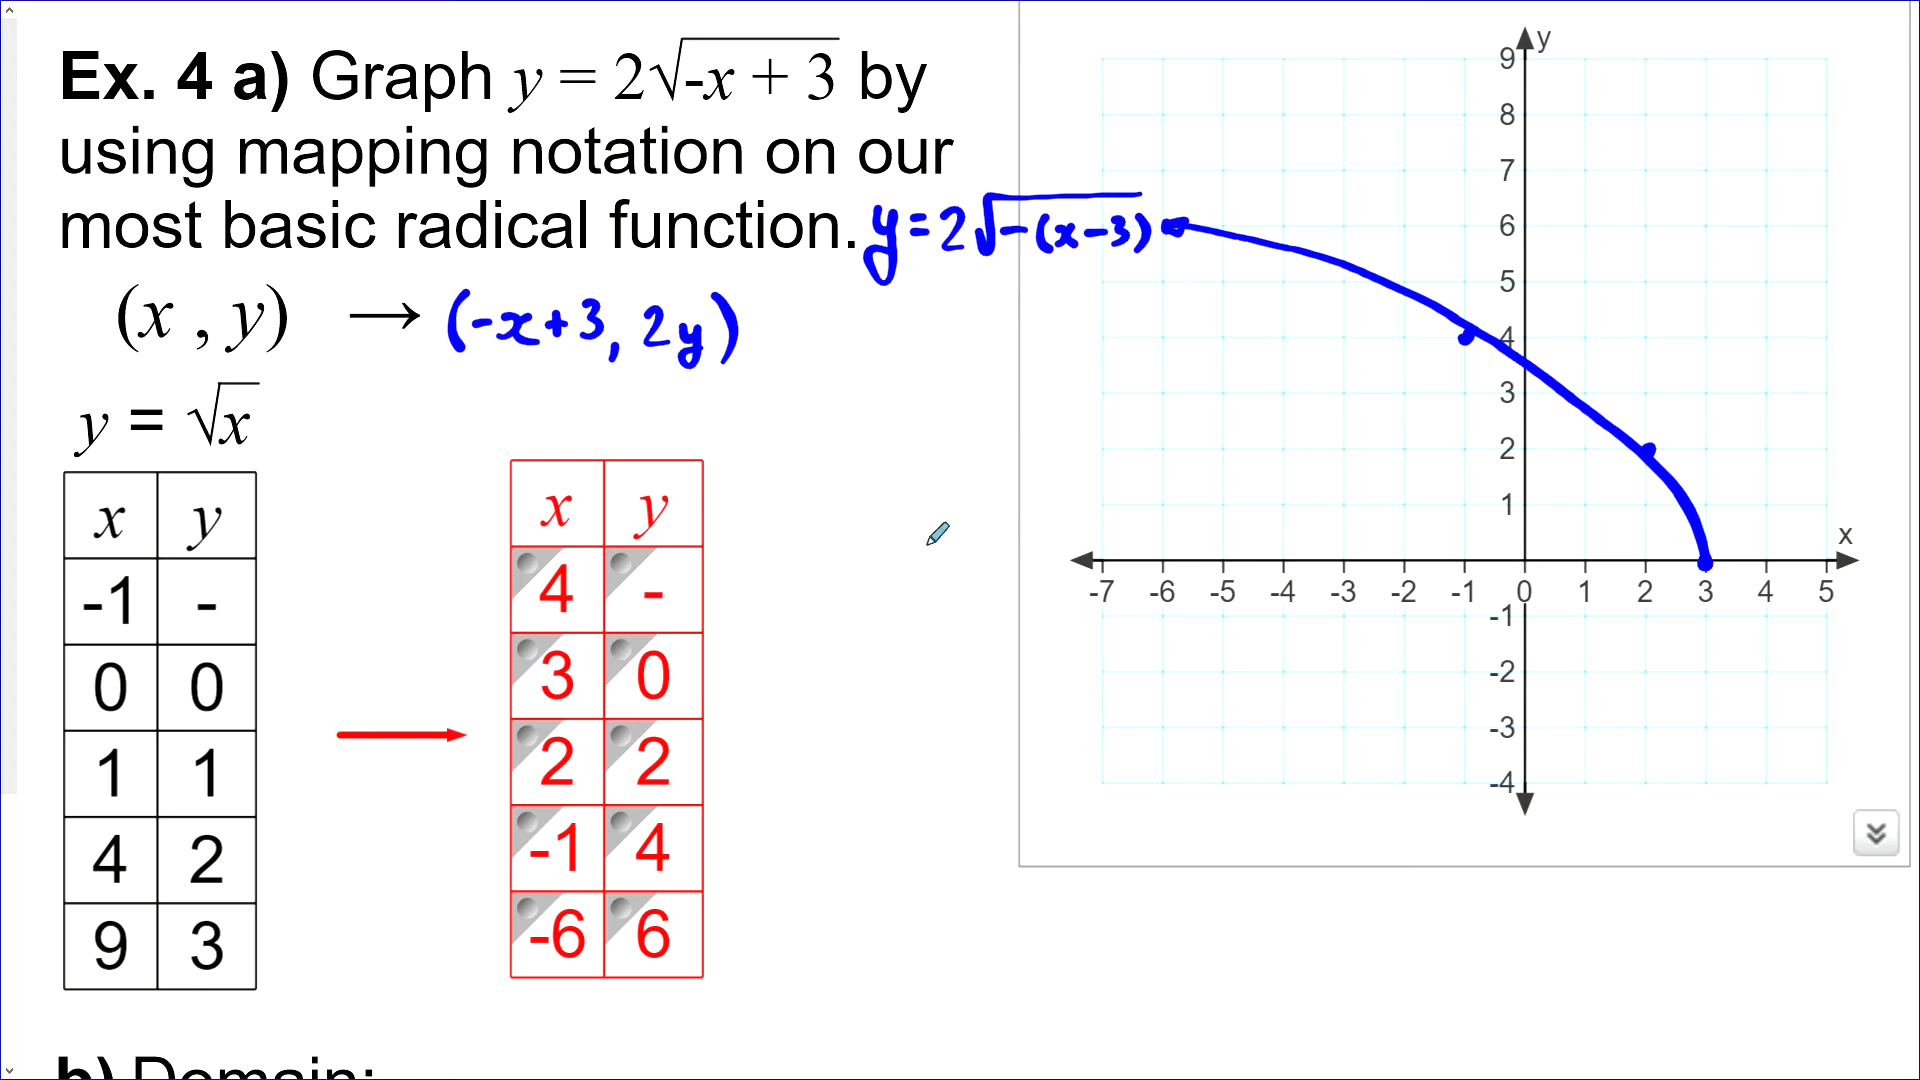 Ex. 4 a) Graph y = 2√-x + 3 by
using mapping notation on our
most basic radical function.
y=2√-(x-3)
(x , y) → (-x+3, 2y)
y = √x
x y
-1 -
0 0
1 1
4 2
9 3
x y
4 -
3 0
2 2
-1 4
-6 6
b) Domain:
y
9
8
7
6
5
4
3
2
1
x
-7 -6 -5 -4 -3 -2 -1 0 1 2 3 4 5
-1
-2
-3
-4